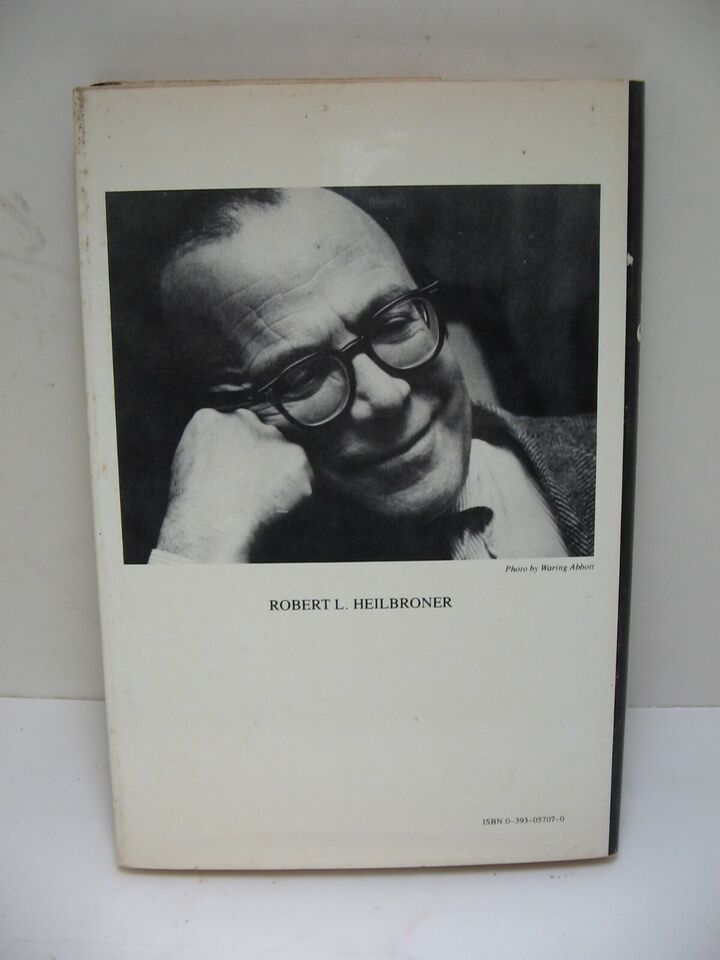 Photo by Waring Abbott
ROBERT L. HEILBRONER
ISBN 0-393-05707-0